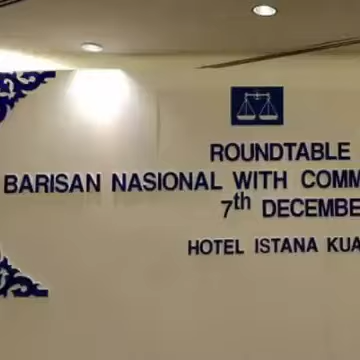 ROUNDTABLE
BARISAN NASIONAL WITH COMM
7th DECEMBE
HOTEL ISTANA KUA